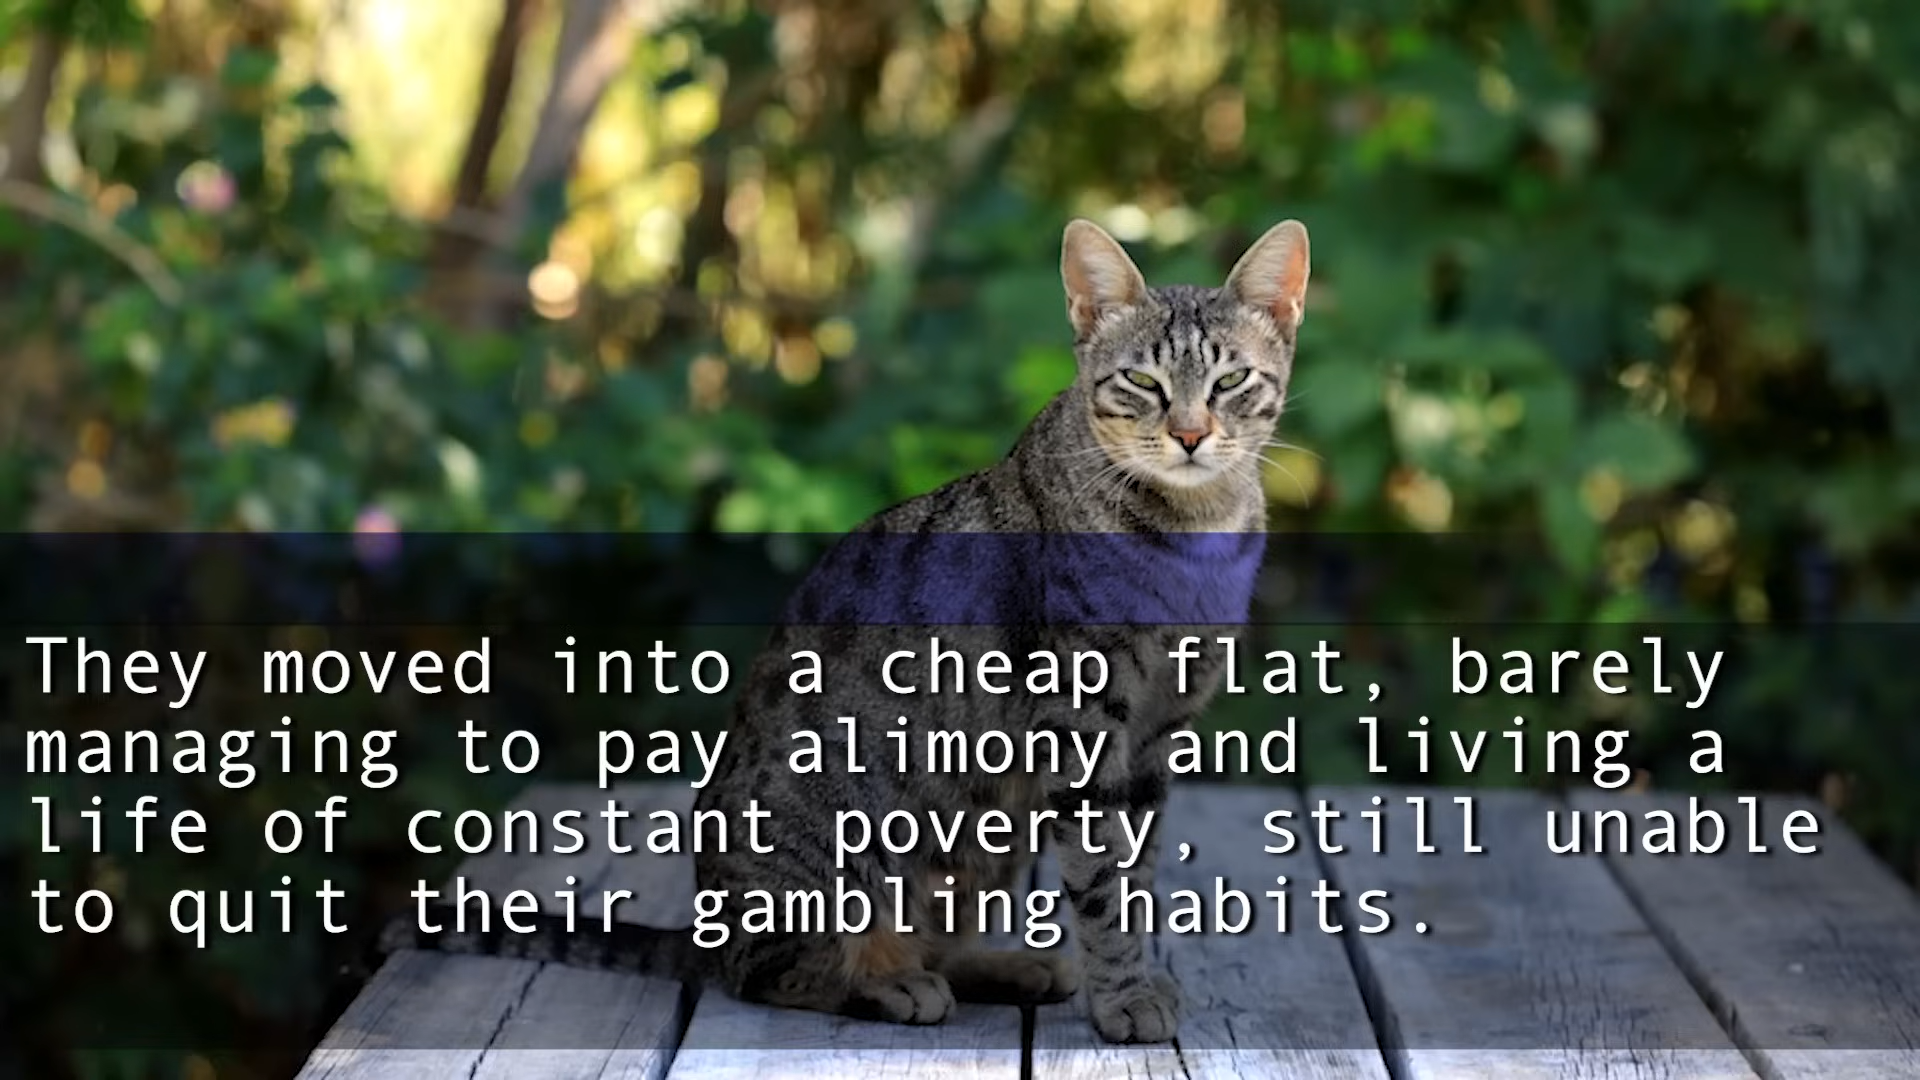 They moved into a cheap flat, barely
managing to pay alimony and living a
life of constant poverty, still unable
to quit their gambling habits.